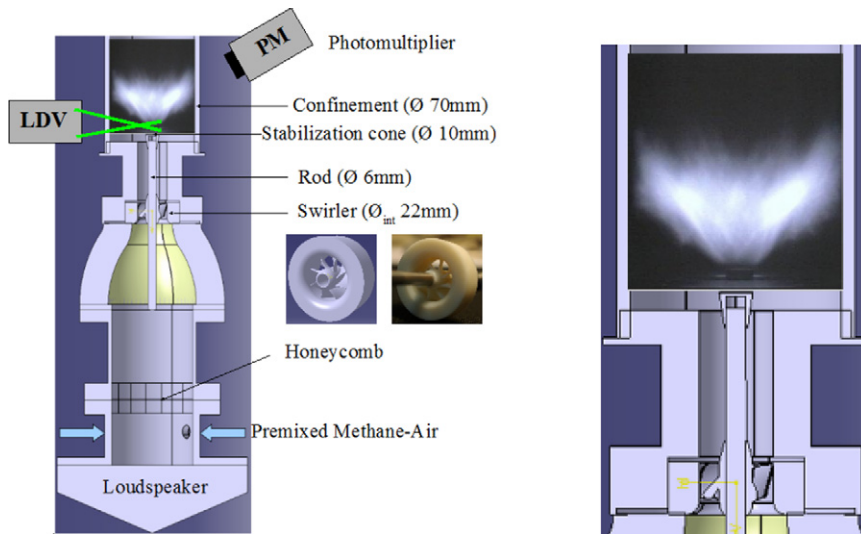 PM
Photomultiplier
LDV
Confinement (Ø 70mm)
Stabilization cone (Ø 10mm)
Rod (Ø 6mm)
Swirler (Øint 22mm)
Honeycomb
Premixed Methane-Air
Loudspeaker